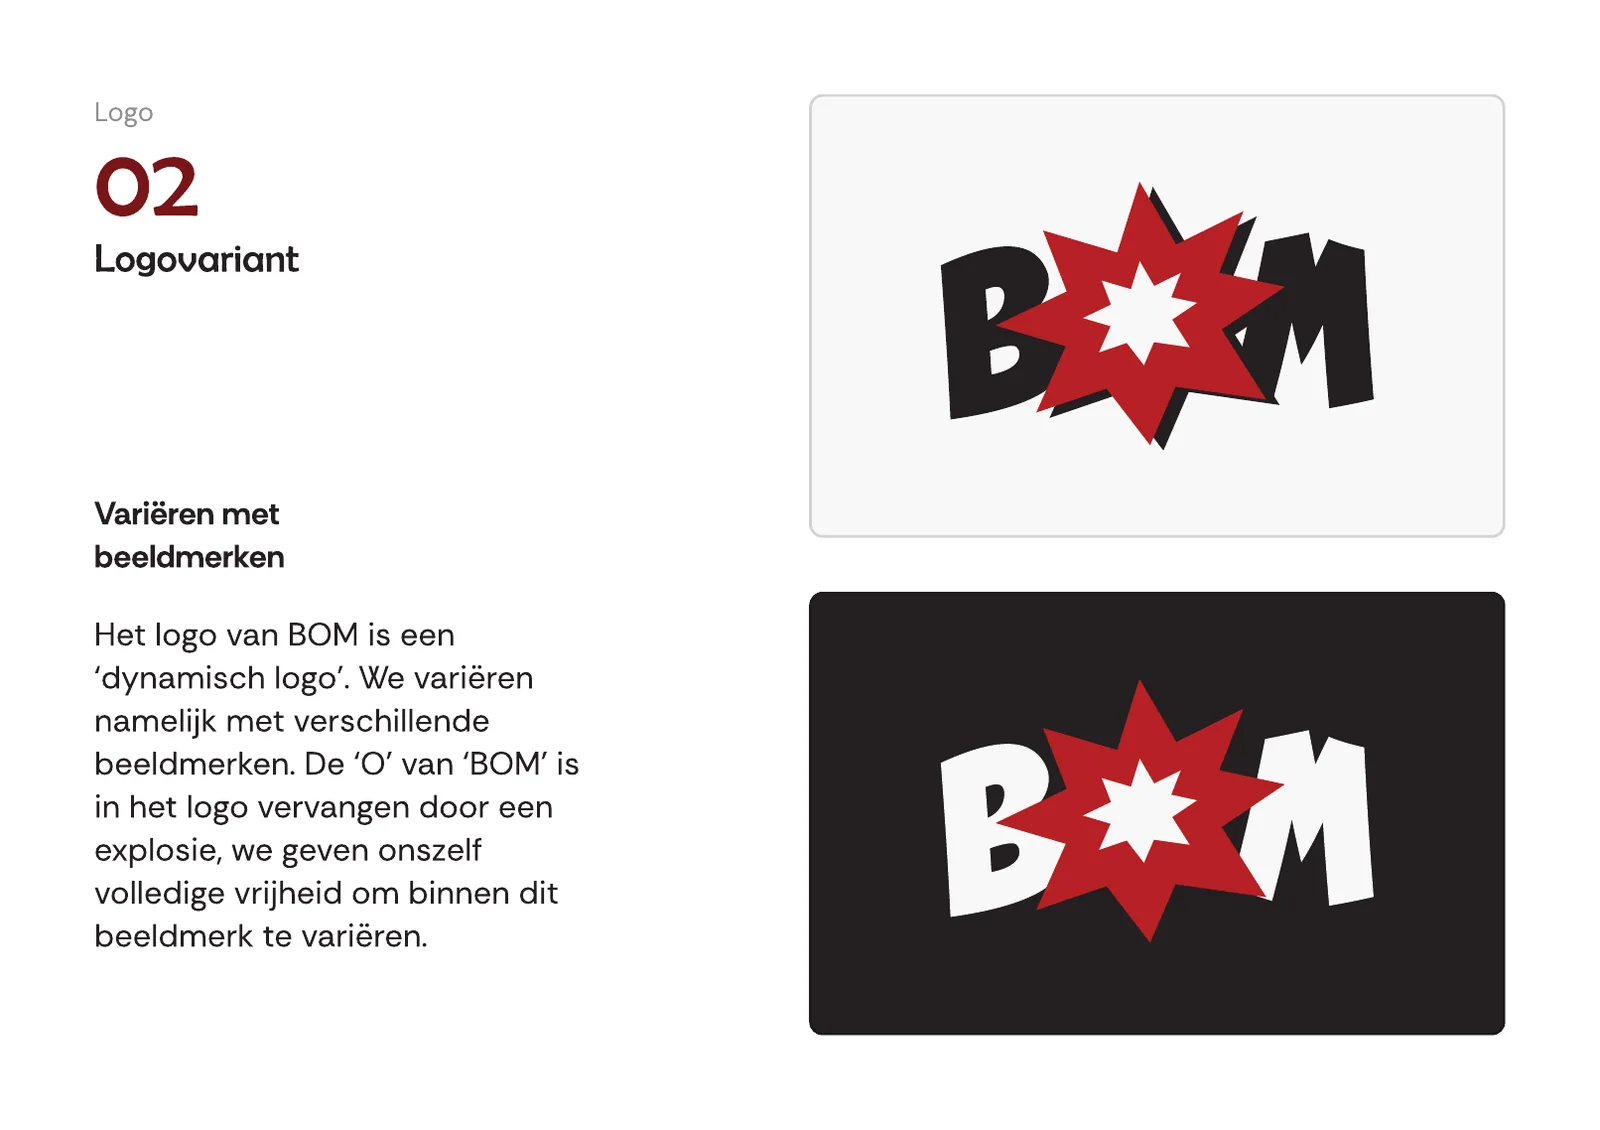 Logo
02
Logovariant
Variëren met
beeldmerken
Het logo van BOM is een
‘dynamisch logo’. We variëren
namelijk met verschillende
beeldmerken. De ‘O’ van ‘BOM’ is
in het logo vervangen door een
explosie, we geven onszelf
volledige vrijheid om binnen dit
beeldmerk te variëren.
B M
B M